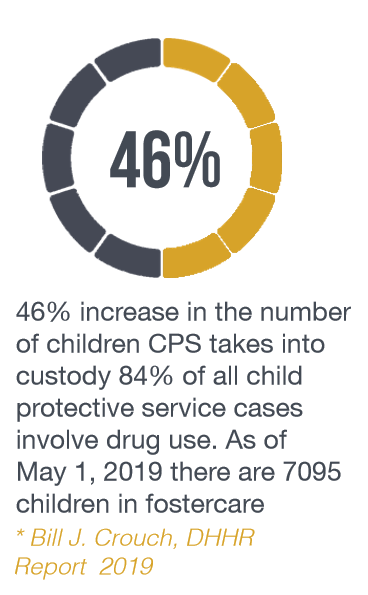 46%
46% increase in the number
of children CPS takes into
custody 84% of all child
protective service cases
involve drug use. As of
May 1, 2019 there are 7095
children in fostercare
* Bill J. Crouch, DHHR
Report 2019